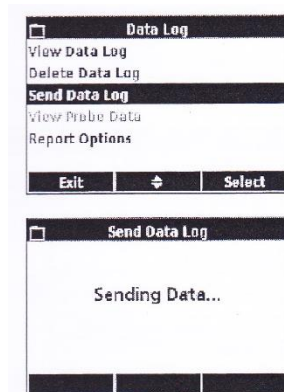 Data Log
View Data Log
Delete Data Log
Send Data Log
View Probe Data
Report Options
Exit Select
Send Data Log
Sending Data...